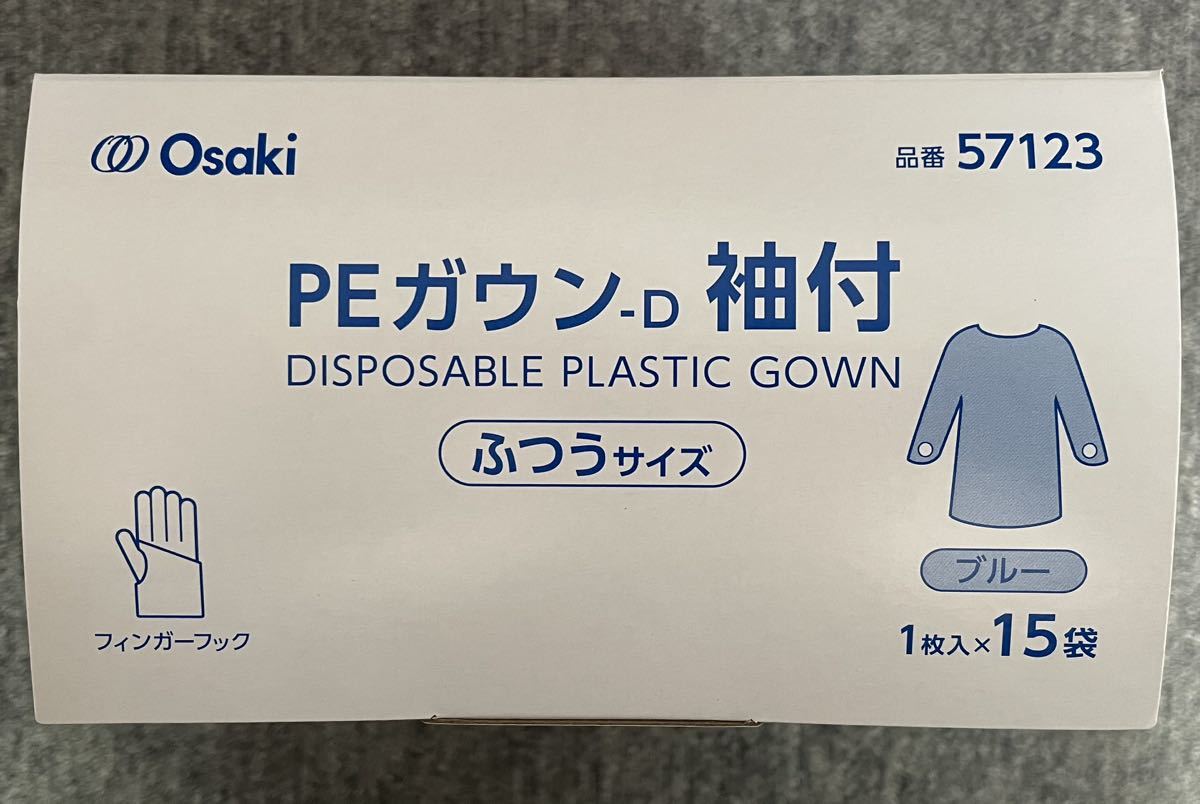 Osaki
品番 57123
PEガウン-D 袖付
DISPOSABLE PLASTIC GOWN
ふつうサイズ
フィンガーフック
ブルー
1枚入×15袋